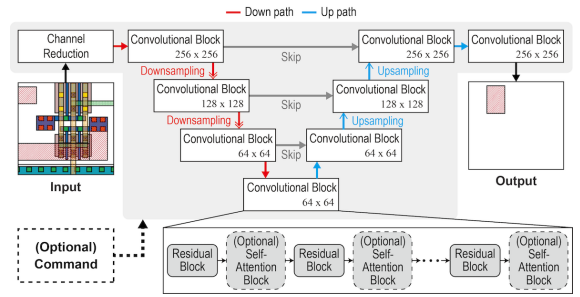 Down path Up path
Channel
Reduction
Convolutional Block
256 x 256
Skip
Convolutional Block
256 x 256
Convolutional Block
256 x 256
Downsampling
Upsampling
Convolutional Block
128 x 128
Skip
Convolutional Block
128 x 128
Downsampling
Upsampling
Convolutional Block
64 x 64
Skip
Convolutional Block
64 x 64
Convolutional Block
64 x 64
Input
Output
(Optional)
Command
Residual
Block
(Optional)
Self-
Attention
Block
Residual
Block
(Optional)
Self-
Attention
Block
Residual
Block
(Optional)
Self-
Attention
Block